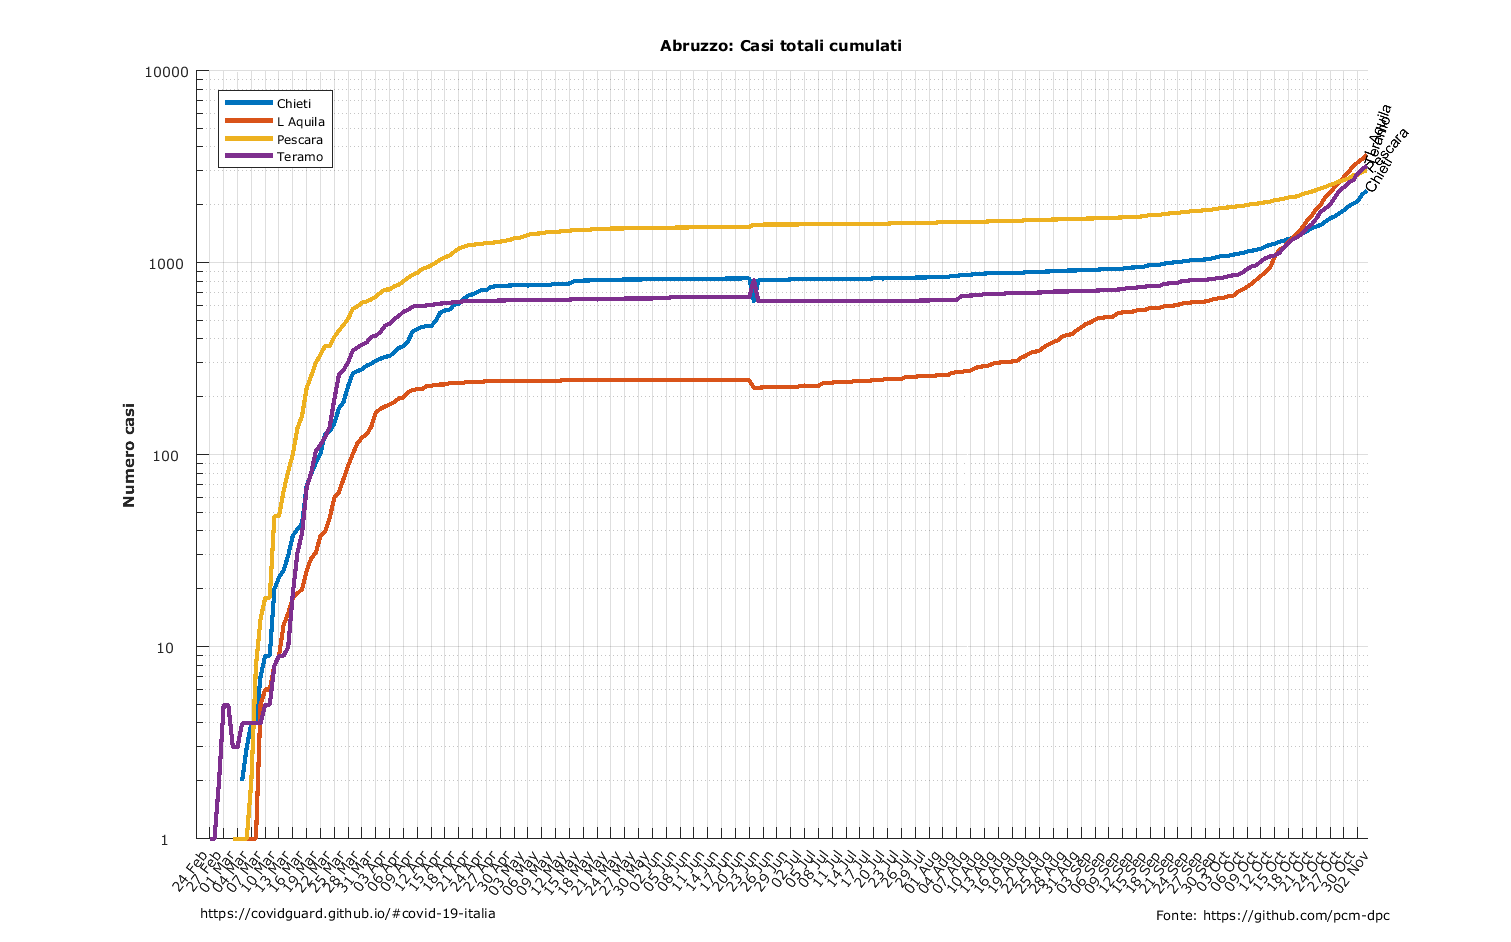 Abruzzo: Casi totali cumulati
10000
1000
100
10
1
Numero casi
Chieti
L Aquila
Pescara
Teramo
L Aquila
Teramo
Pescara
Chieti
24 Feb
27 Feb
01 Mar
04 Mar
07 Mar
10 Mar
13 Mar
16 Mar
19 Mar
22 Mar
25 Mar
28 Mar
31 Mar
03 Apr
06 Apr
09 Apr
12 Apr
15 Apr
18 Apr
21 Apr
24 Apr
27 Apr
30 Apr
03 May
06 May
09 May
12 May
15 May
18 May
21 May
24 May
27 May
30 May
02 Jun
05 Jun
08 Jun
11 Jun
14 Jun
17 Jun
20 Jun
23 Jun
26 Jun
29 Jun
02 Jul
05 Jul
08 Jul
11 Jul
14 Jul
17 Jul
20 Jul
23 Jul
26 Jul
29 Jul
01 Aug
04 Aug
07 Aug
10 Aug
13 Aug
16 Aug
19 Aug
22 Aug
25 Aug
28 Aug
31 Aug
03 Sep
06 Sep
09 Sep
12 Sep
15 Sep
18 Sep
21 Sep
24 Sep
27 Sep
30 Sep
03 Oct
06 Oct
09 Oct
12 Oct
15 Oct
18 Oct
21 Oct
24 Oct
27 Oct
30 Oct
02 Nov
https://covidguard.github.io/#covid-19-italia
Fonte: https://github.com/pcm-dpc